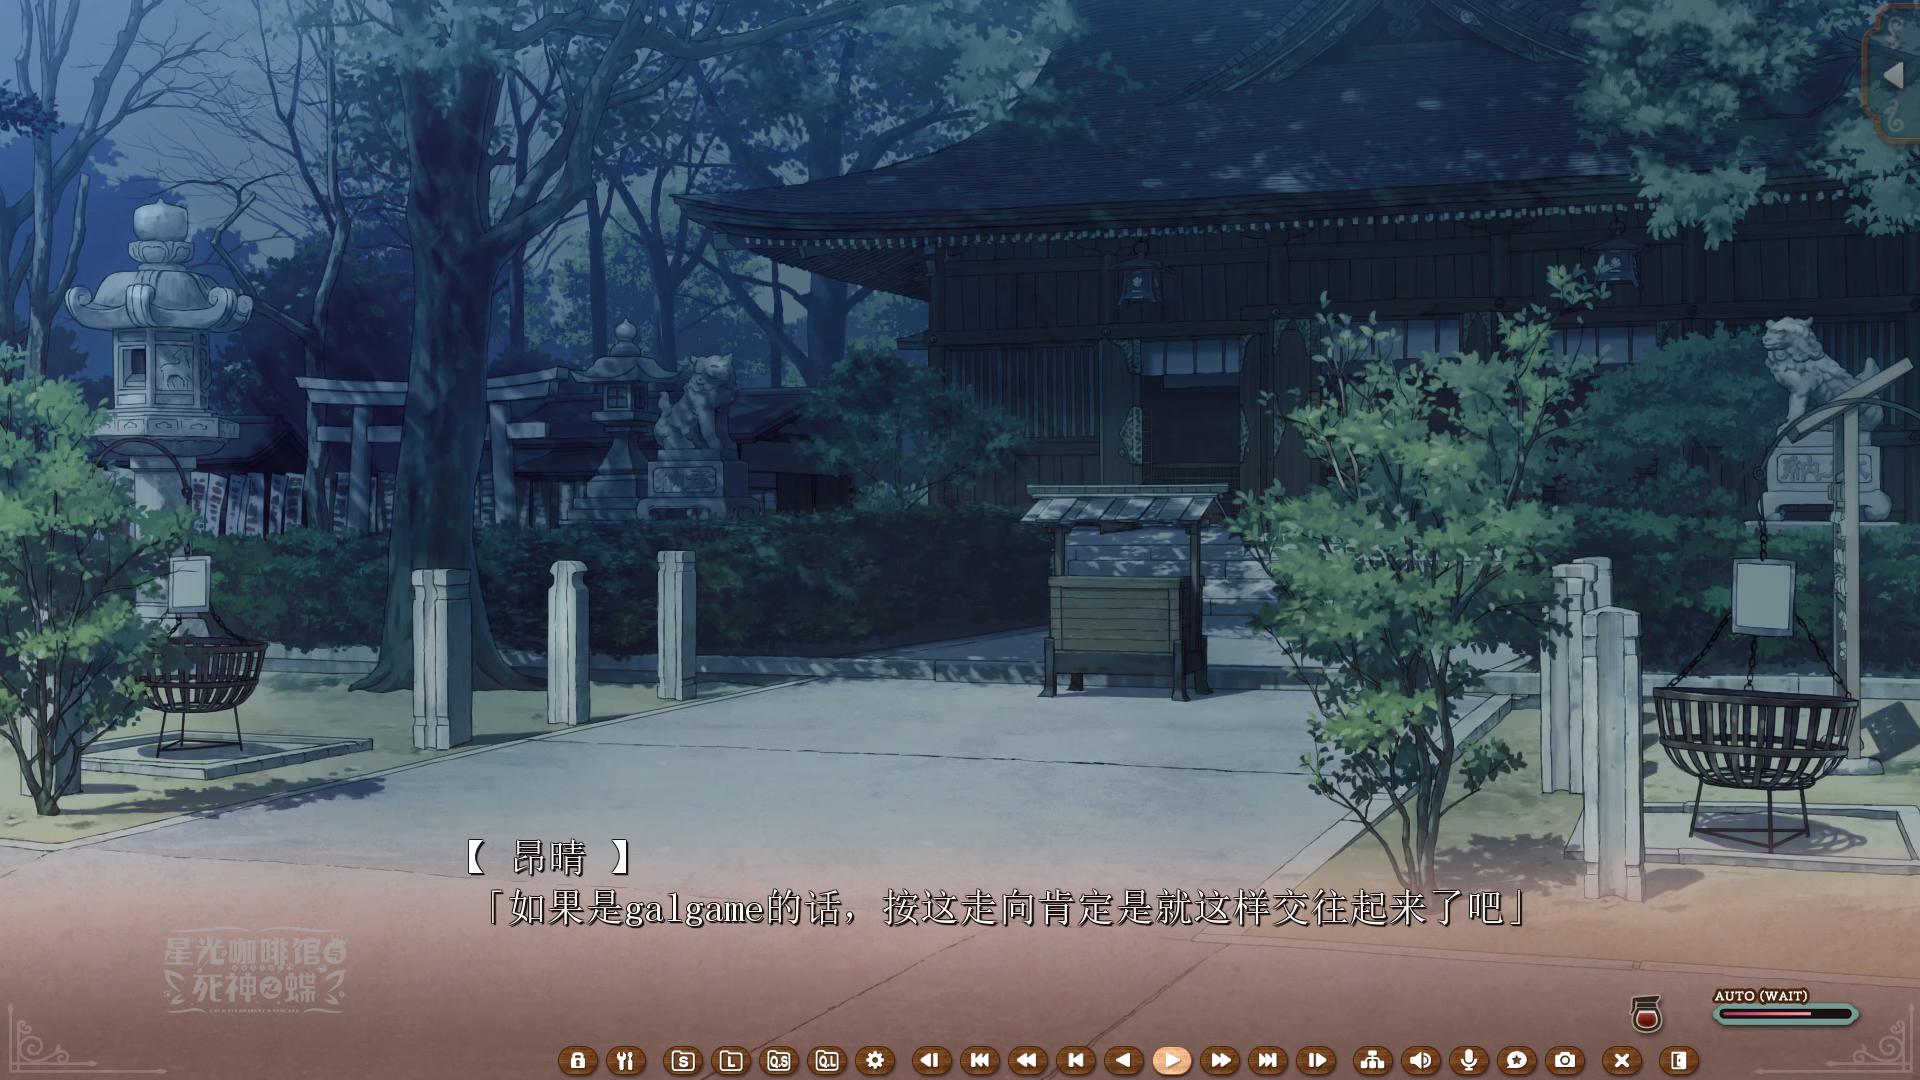 【 昂晴 】
「如果是galgame的话，按这走向肯定是就这样交往起来了吧」
星光咖啡馆与
死神之蝶
AUTO (WAIT)
S L Q.S Q.L